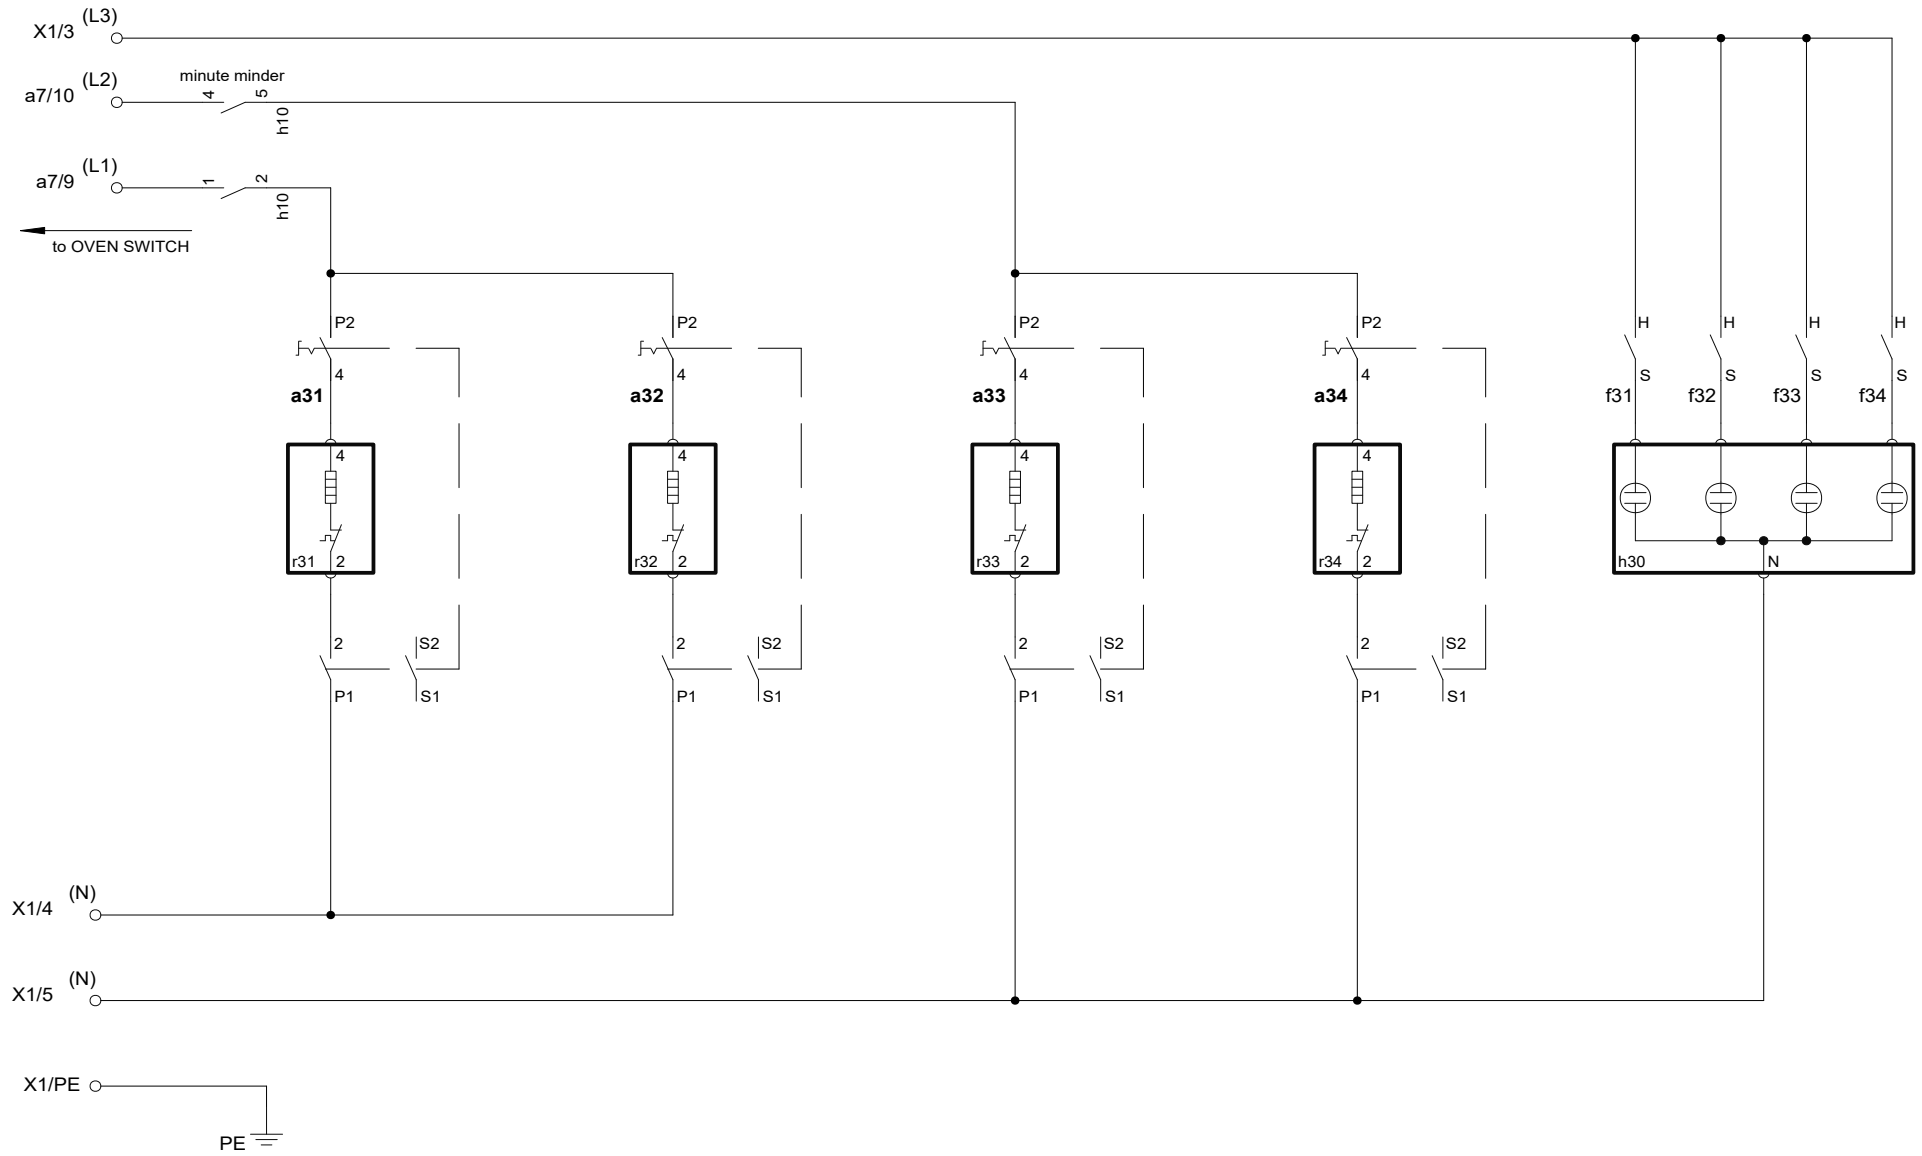 (L3)
X1/3
minute minder
(L2)
a7/10
4 5
h10
(L1)
a7/9
1 2
h10
to OVEN SWITCH
P2 P2 P2 P2 H H H H
4 4 4 4 S S S S
a31 a32 a33 a34 f31 f32 f33 f34
4 4 4 4
r31 2 r32 2 r33 2 r34 2 h30 N
2 S2 2 S2 2 S2 2 S2
P1 S1 P1 S1 P1 S1 P1 S1
(N)
X1/4
(N)
X1/5
X1/PE
PE